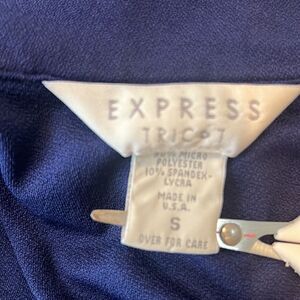 EXPRESS
TRICOT
90% MICRO
POLYESTER
10% SPANDEX-
LYCRA
MADE IN
U.S.A.
S
OVER FOR CARE